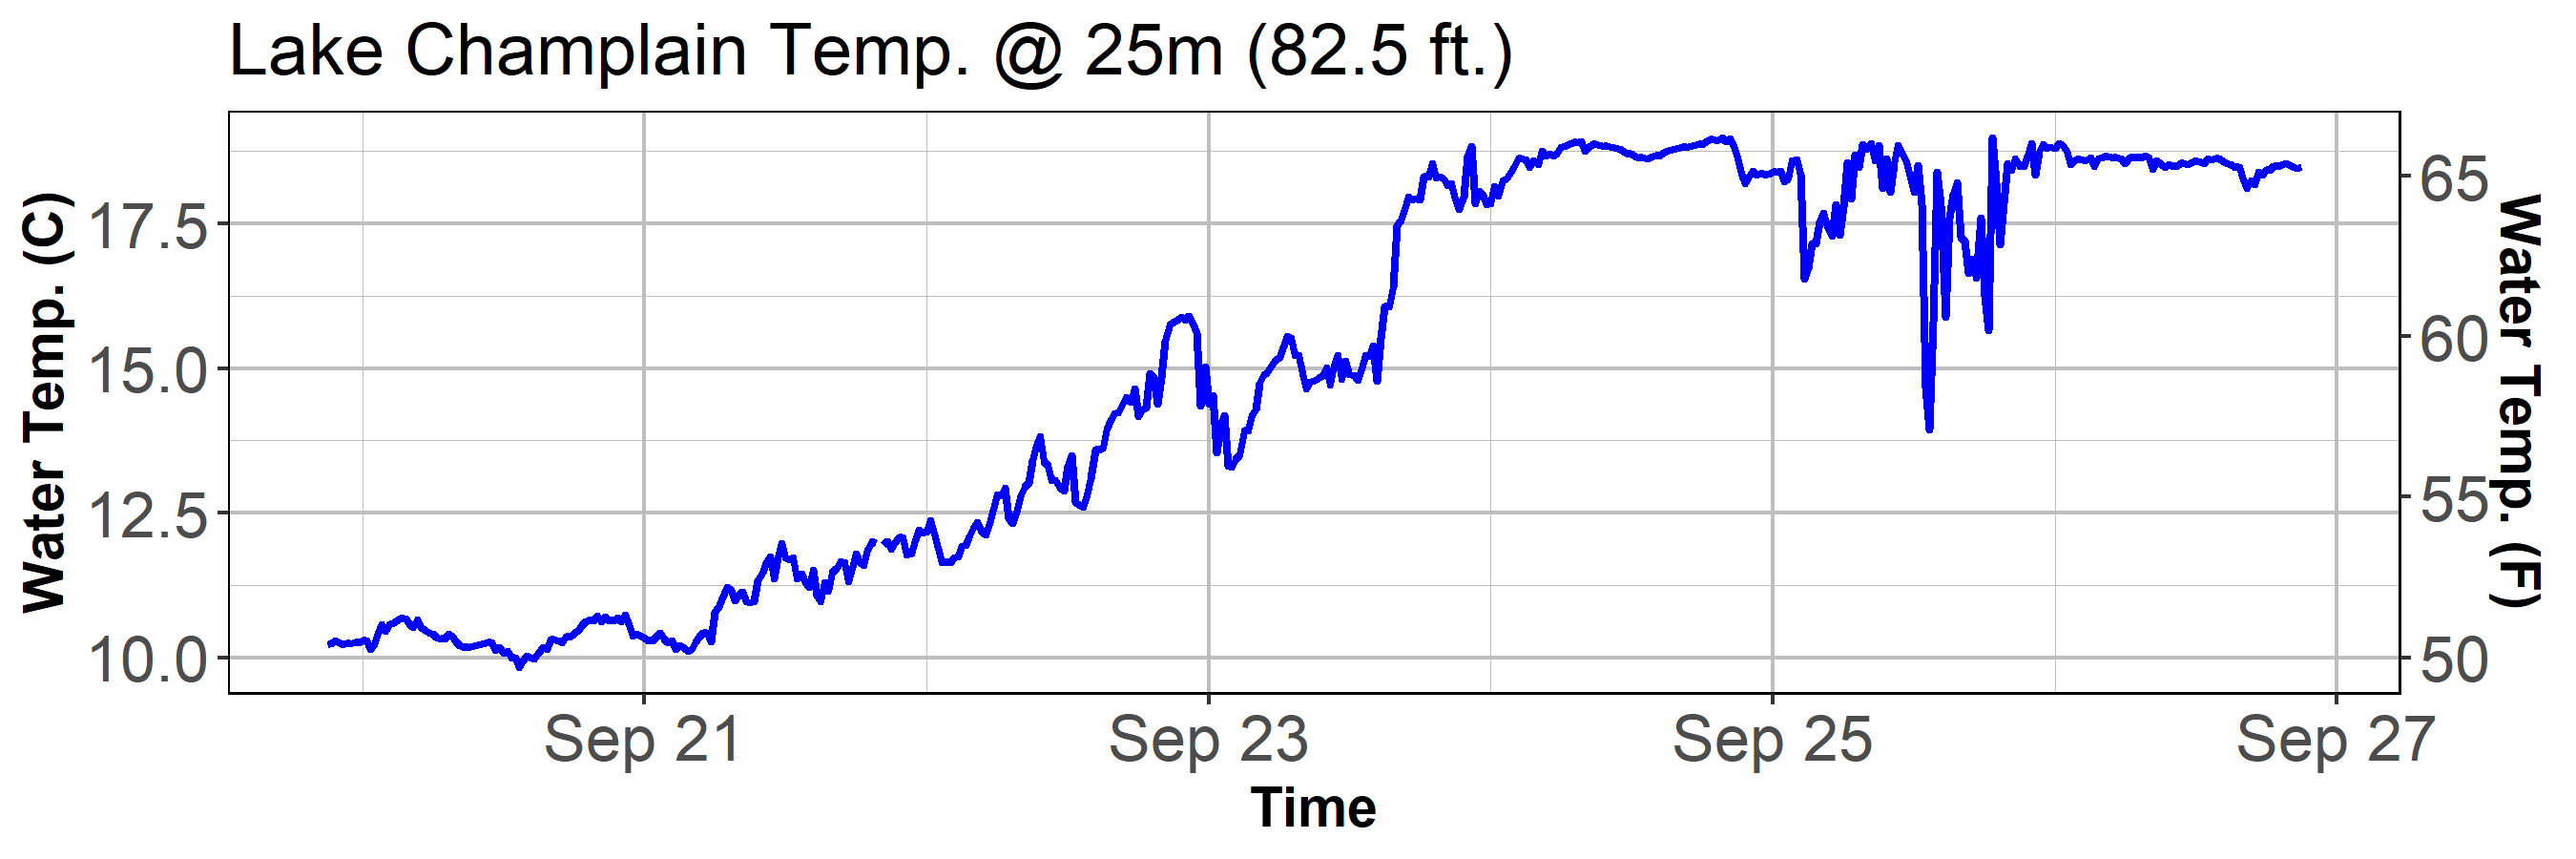 Lake Champlain Temp. @ 25m (82.5 ft.)
Water Temp. (C)
17.5
15.0
12.5
10.0
65
60
55
50
Water Temp. (F)
Sep 21 Sep 23 Sep 25 Sep 27
Time